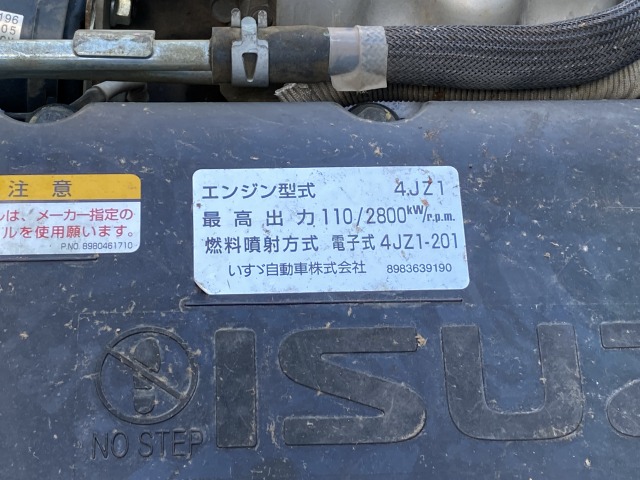 196
05
注意
ルは、メーカー指定の
ルを使用願います。
P.NO. 8980461710
エンジン型式 4JZ1
最高出力 110/2800kW/r.p.m.
燃料噴射方式 電子式 4JZ1-201
いすゞ自動車株式会社 8983639190
ISUZ
NO STEP